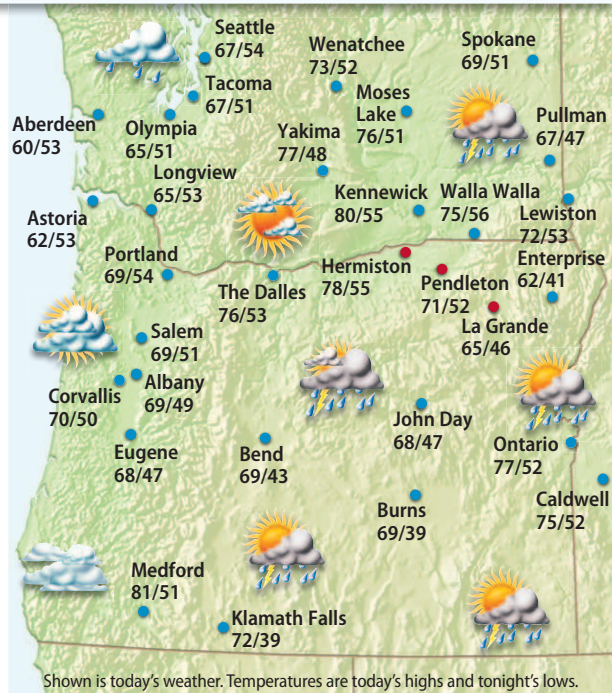 Seattle
67/54
Wenatchee
73/52
Spokane
69/51
Tacoma
67/51
Moses
Lake
76/51
Pullman
67/47
Aberdeen
60/53
Olympia
65/51
Yakima
77/48
Longview
65/53
Kennewick
80/55
Walla Walla
75/56
Lewiston
72/53
Astoria
62/53
Portland
69/54
The Dalles
76/53
Hermiston
78/55
Pendleton
71/52
Enterprise
62/41
La Grande
65/46
Salem
69/51
Corvallis
70/50
Albany
69/49
John Day
68/47
Ontario
77/52
Eugene
68/47
Bend
69/43
Caldwell
75/52
Burns
69/39
Medford
81/51
Klamath Falls
72/39
Shown is today's weather. Temperatures are today's highs and tonight's lows.